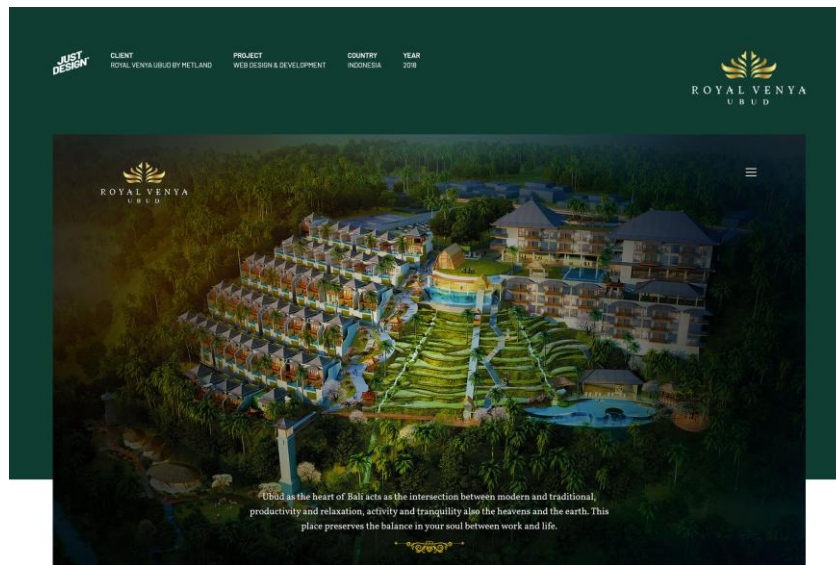 JUST
DESIGN
CLIENT
ROYAL VENYA UBUD BY METLAND
PROJECT
WEB DESIGN & DEVELOPMENT
COUNTRY
INDONESIA
YEAR
2018
ROYAL VENYA
UBUD
ROYAL VENYA
UBUD
Ubud as the heart of Bali acts as the intersection between modern and traditional,
productivity and relaxation, activity and tranquility also the heavens and the earth. This
place preserves the balance in your soul between work and life.